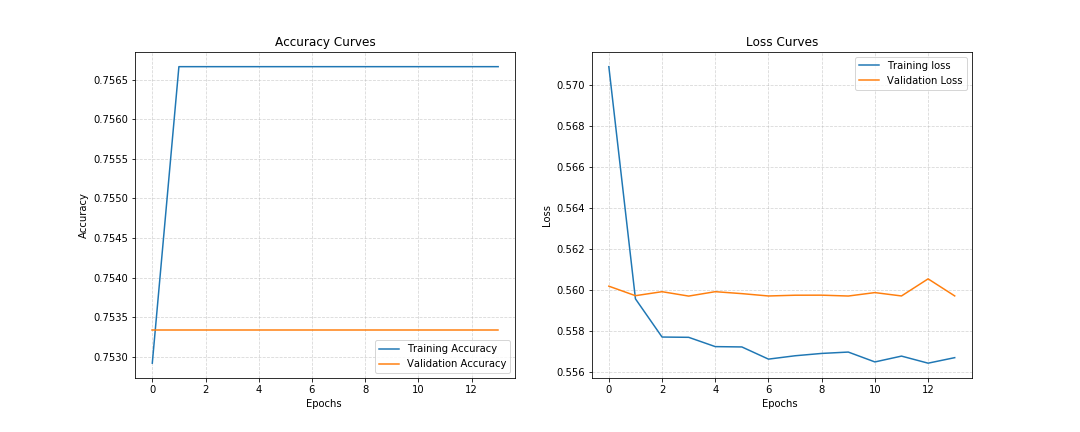 Accuracy Curves
0.7565
0.7560
0.7555
0.7550
0.7545
0.7540
0.7535
0.7530
Accuracy
0 2 4 6 8 10 12
Epochs
Training Accuracy
Validation Accuracy
Loss Curves
0.570
0.568
0.566
0.564
0.562
0.560
0.558
0.556
Loss
0 2 4 6 8 10 12
Epochs
Training loss
Validation Loss